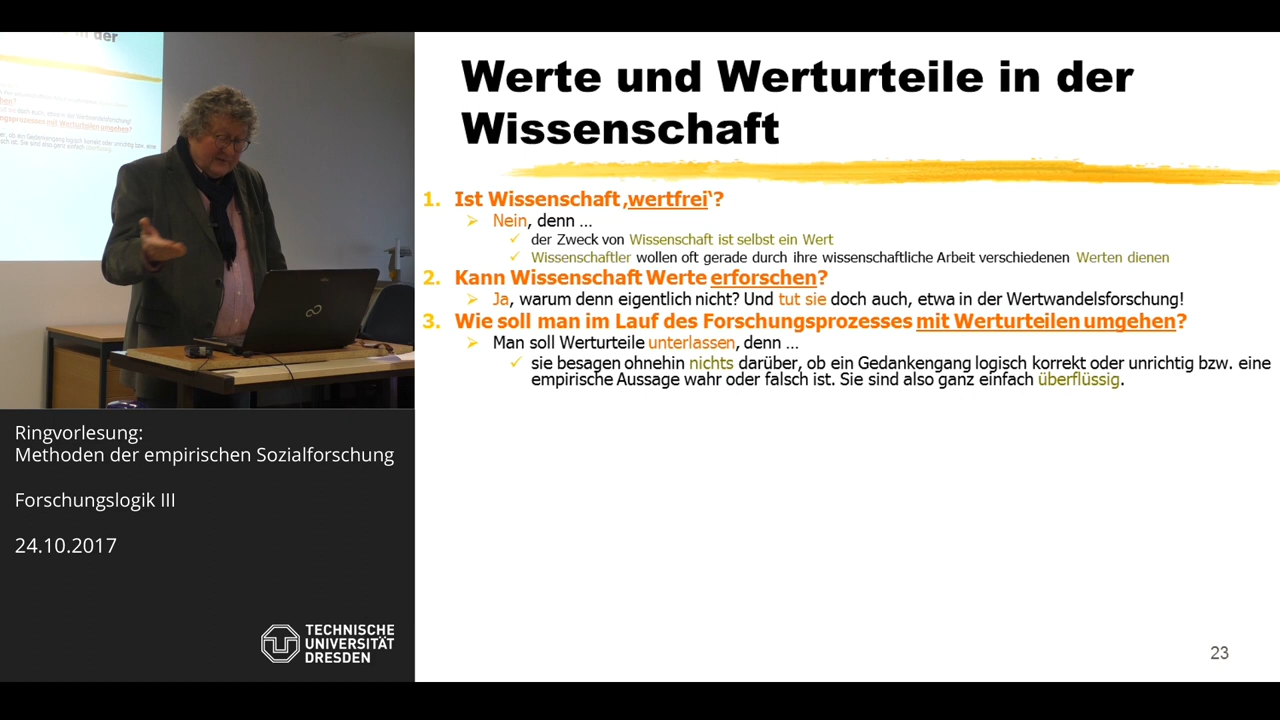 Werte und Werturteile in der
Wissenschaft
1. Ist Wissenschaft ‚wertfrei‘?
Nein, denn …
der Zweck von Wissenschaft ist selbst ein Wert
Wissenschaftler wollen oft gerade durch ihre wissenschaftliche Arbeit verschiedenen Werten dienen
2. Kann Wissenschaft Werte erforschen?
Ja, warum denn eigentlich nicht? Und tut sie doch auch, etwa in der Wertwandelsforschung!
3. Wie soll man im Lauf des Forschungsprozesses mit Werturteilen umgehen?
Man soll Werturteile unterlassen, denn …
sie besagen ohnehin nichts darüber, ob ein Gedankengang logisch korrekt oder unrichtig bzw. eine
empirische Aussage wahr oder falsch ist. Sie sind also ganz einfach überflüssig.
23
Ringvorlesung:
Methoden der empirischen Sozialforschung
Forschungslogik III
24.10.2017
TECHNISCHE
UNIVERSITÄT
DRESDEN